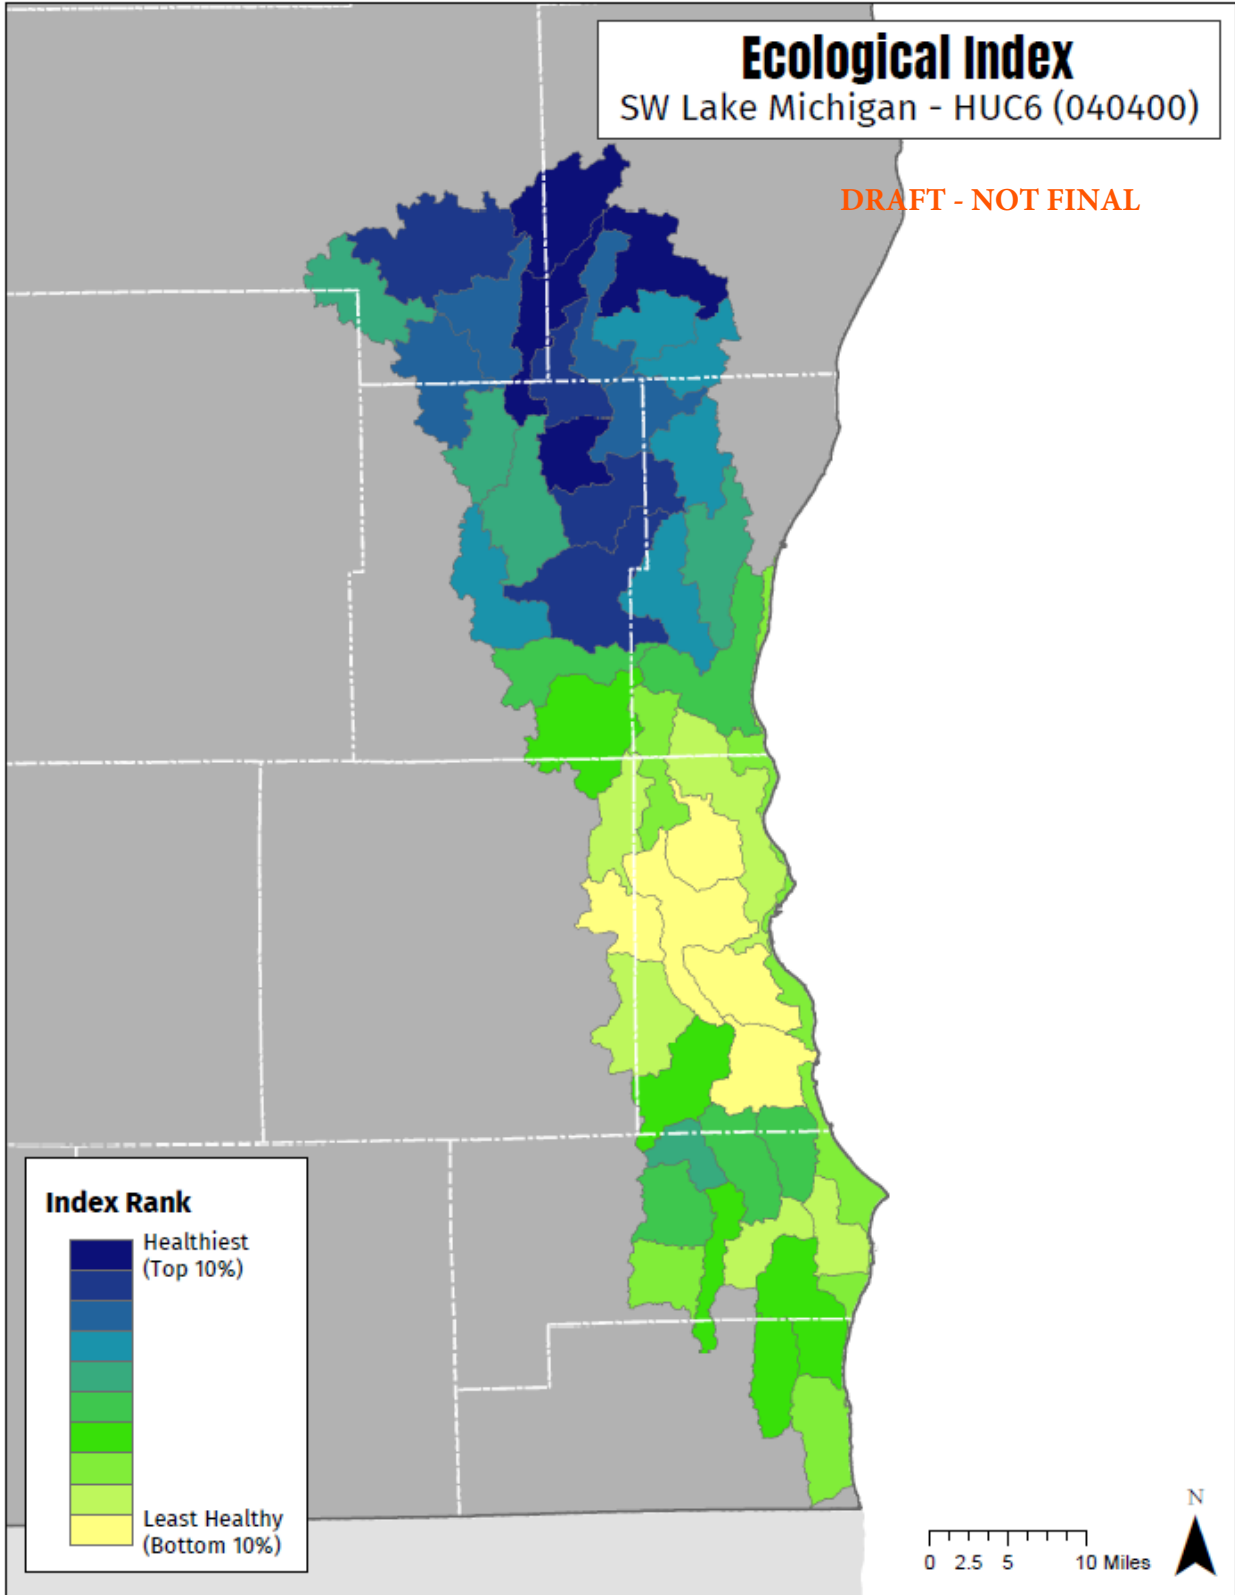 Ecological Index
SW Lake Michigan - HUC6 (040400)
DRAFT - NOT FINAL
Index Rank
Healthiest
(Top 10%)
Least Healthy
(Bottom 10%)
N
0 2.5 5 10 Miles